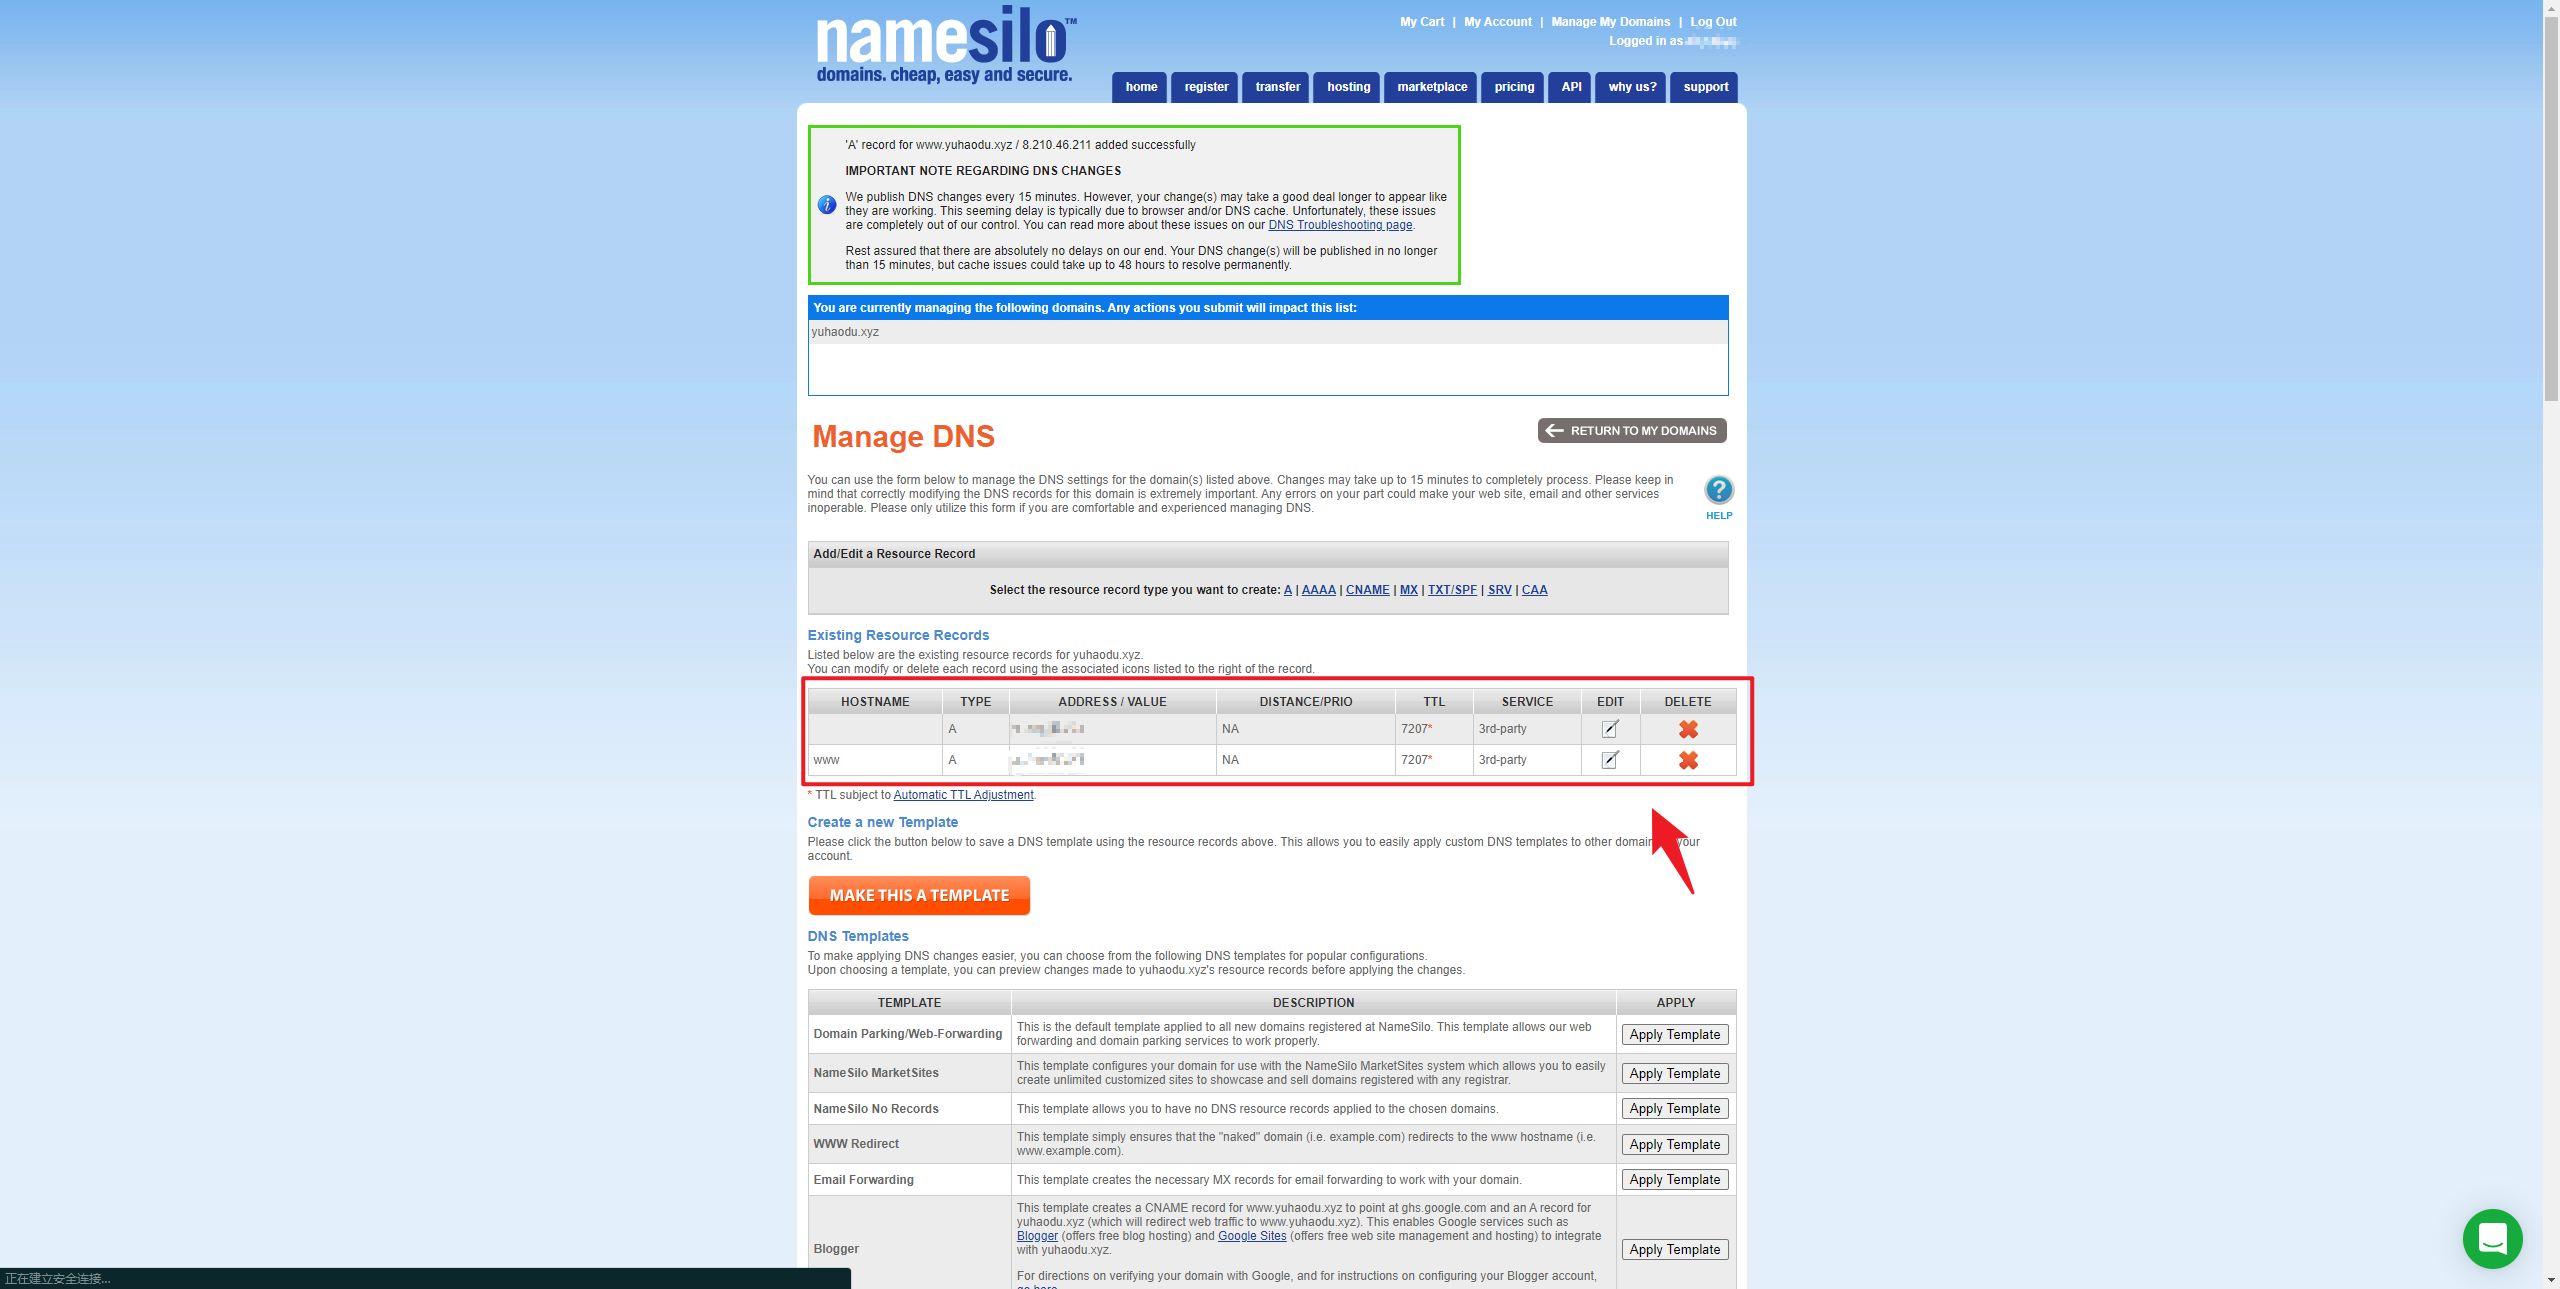 namesilo™
domains. cheap, easy and secure.
My Cart | My Account | Manage My Domains | Log Out
Logged in as
home register transfer hosting marketplace pricing API why us? support
'A' record for www.yuhaodu.xyz / 8.210.46.211 added successfully
IMPORTANT NOTE REGARDING DNS CHANGES
We publish DNS changes every 15 minutes. However, your change(s) may take a good deal longer to appear like
they are working. This seeming delay is typically due to browser and/or DNS cache. Unfortunately, these issues
are completely out of our control. You can read more about these issues on our DNS Troubleshooting page.
Rest assured that there are absolutely no delays on our end. Your DNS change(s) will be published in no longer
than 15 minutes, but cache issues could take up to 48 hours to resolve permanently.
You are currently managing the following domains. Any actions you submit will impact this list:
yuhaodu.xyz
Manage DNS
RETURN TO MY DOMAINS
You can use the form below to manage the DNS settings for the domain(s) listed above. Changes may take up to 15 minutes to completely process. Please keep in
mind that correctly modifying the DNS records for this domain is extremely important. Any errors on your part could make your web site, email and other services
inoperable. Please only utilize this form if you are comfortable and experienced managing DNS.
HELP
Add/Edit a Resource Record
Select the resource record type you want to create: A | AAAA | CNAME | MX | TXT/SPF | SRV | CAA
Existing Resource Records
Listed below are the existing resource records for yuhaodu.xyz.
You can modify or delete each record using the associated icons listed to the right of the record.
HOSTNAME TYPE ADDRESS / VALUE DISTANCE/PRIO TTL SERVICE EDIT DELETE
A NA 7207* 3rd-party
www A NA 7207* 3rd-party
* TTL subject to Automatic TTL Adjustment.
Create a new Template
Please click the button below to save a DNS template using the resource records above. This allows you to easily apply custom DNS templates to other domain your
account.
MAKE THIS A TEMPLATE
DNS Templates
To make applying DNS changes easier, you can choose from the following DNS templates for popular configurations.
Upon choosing a template, you can preview changes made to yuhaodu.xyz's resource records before applying the changes.
TEMPLATE DESCRIPTION APPLY
Domain Parking/Web-Forwarding This is the default template applied to all new domains registered at NameSilo. This template allows our web
forwarding and domain parking services to work properly. Apply Template
NameSilo MarketSites This template configures your domain for use with the NameSilo MarketSites system which allows you to easily
create unlimited customized sites to showcase and sell domains registered with any registrar. Apply Template
NameSilo No Records This template allows you to have no DNS resource records applied to the chosen domains. Apply Template
WWW Redirect This template simply ensures that the "naked" domain (i.e. example.com) redirects to the www hostname (i.e.
www.example.com). Apply Template
Email Forwarding This template creates the necessary MX records for email forwarding to work with your domain. Apply Template
This template creates a CNAME record for www.yuhaodu.xyz to point at ghs.google.com and an A record for
yuhaodu.xyz (which will redirect web traffic to www.yuhaodu.xyz). This enables Google services such as
Blogger (offers free blog hosting) and Google Sites (offers free web site management and hosting) to integrate
Blogger with yuhaodu.xyz. Apply Template
For directions on verifying your domain with Google, and for instructions on configuring your Blogger account,
go here
正在建立安全连接...